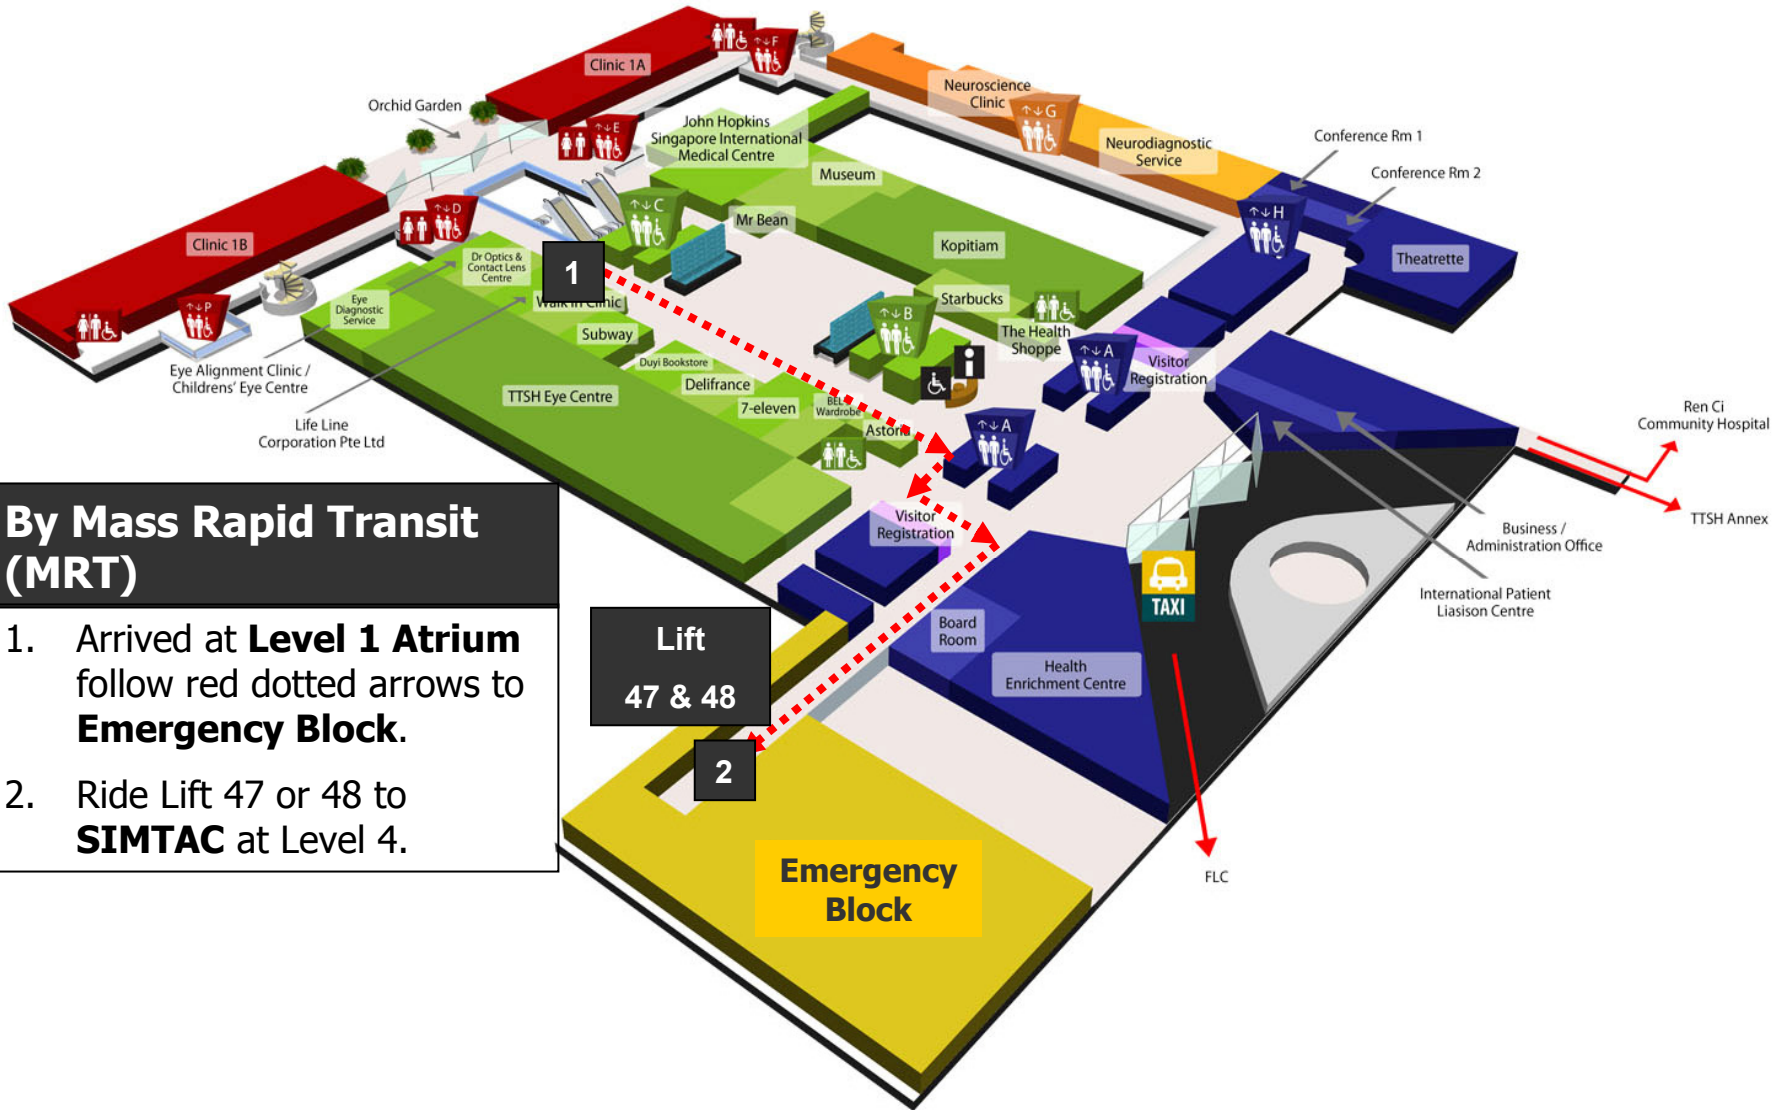 Clinic 1A
↑↓F
Orchid Garden
↑↓E
John Hopkins
Singapore International
Medical Centre
Neuroscience
Clinic
↑↓G
Neurodiagnostic
Service
Conference Rm 1
Conference Rm 2
Museum
Clinic 1B
↑↓D
↑↓C
Mr Bean
Kopitiam
↑↓H
Theatrette
Dr Optics &
Contact Lens
Centre
1
Walk in Clinic
Eye
Diagnostic
Service
↑↓P
Subway
Starbucks
↑↓B
The Health
Shoppe
↑↓A
Visitor
Registration
Eye Alignment Clinic /
Childrens' Eye Centre
Duyi Bookstore
Delifrance
TTSH Eye Centre
7-eleven
BEL
Wardrobe
Astoria
i
↑↓A
Life Line
Corporation Pte Ltd
Ren Ci
Community Hospital
TTSH Annex
Business /
Administration Office
International Patient
Liasison Centre
Visitor
Registration
TAXI
By Mass Rapid Transit
(MRT)
1. Arrived at Level 1 Atrium
follow red dotted arrows to
Emergency Block.
2. Ride Lift 47 or 48 to
SIMTAC at Level 4.
Lift
47 & 48
2
Board
Room
Health
Enrichment Centre
FLC
Emergency
Block